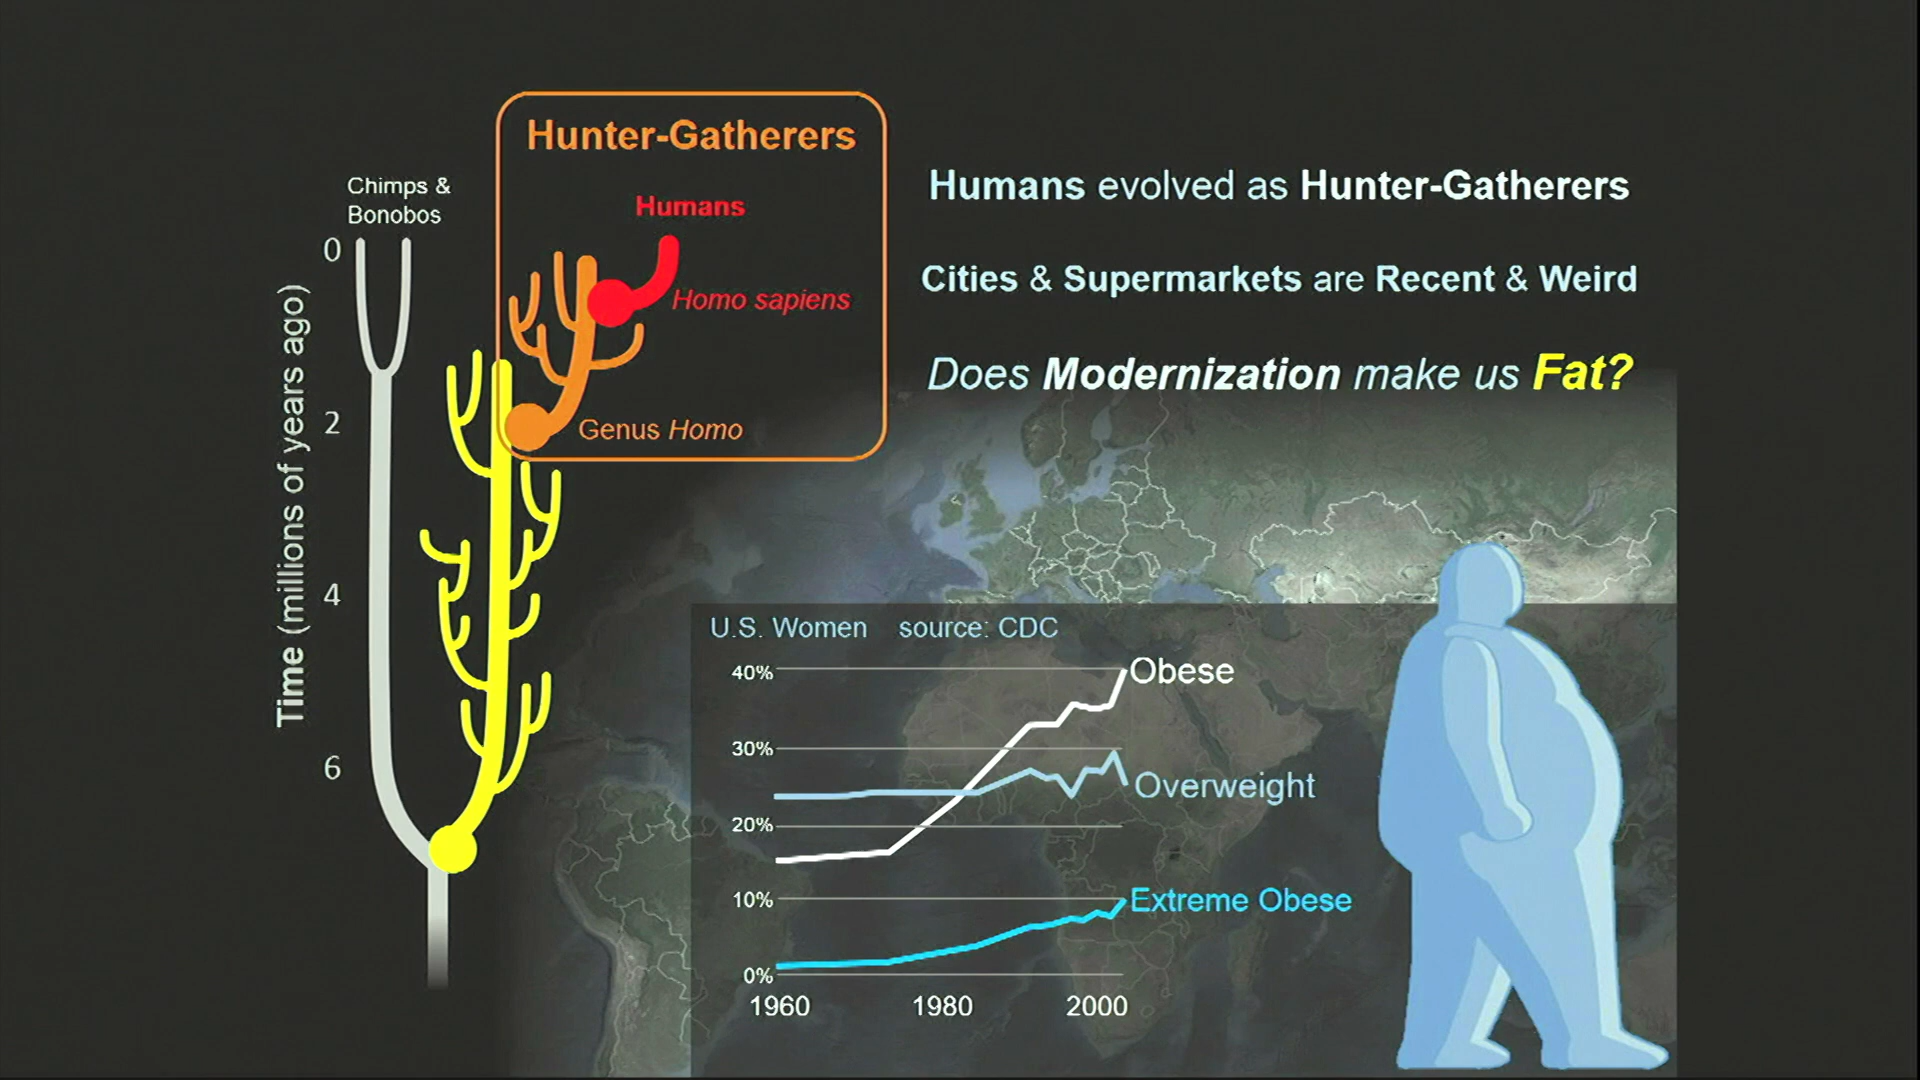 Hunter-Gatherers
Chimps &
Bonobos
Humans
Homo sapiens
Genus Homo
0
2
4
6
Time (millions of years ago)
Humans evolved as Hunter-Gatherers
Cities & Supermarkets are Recent & Weird
Does Modernization make us Fat?
U.S. Women source: CDC
40%
30%
20%
10%
0%
Obese
Overweight
Extreme Obese
1960 1980 2000